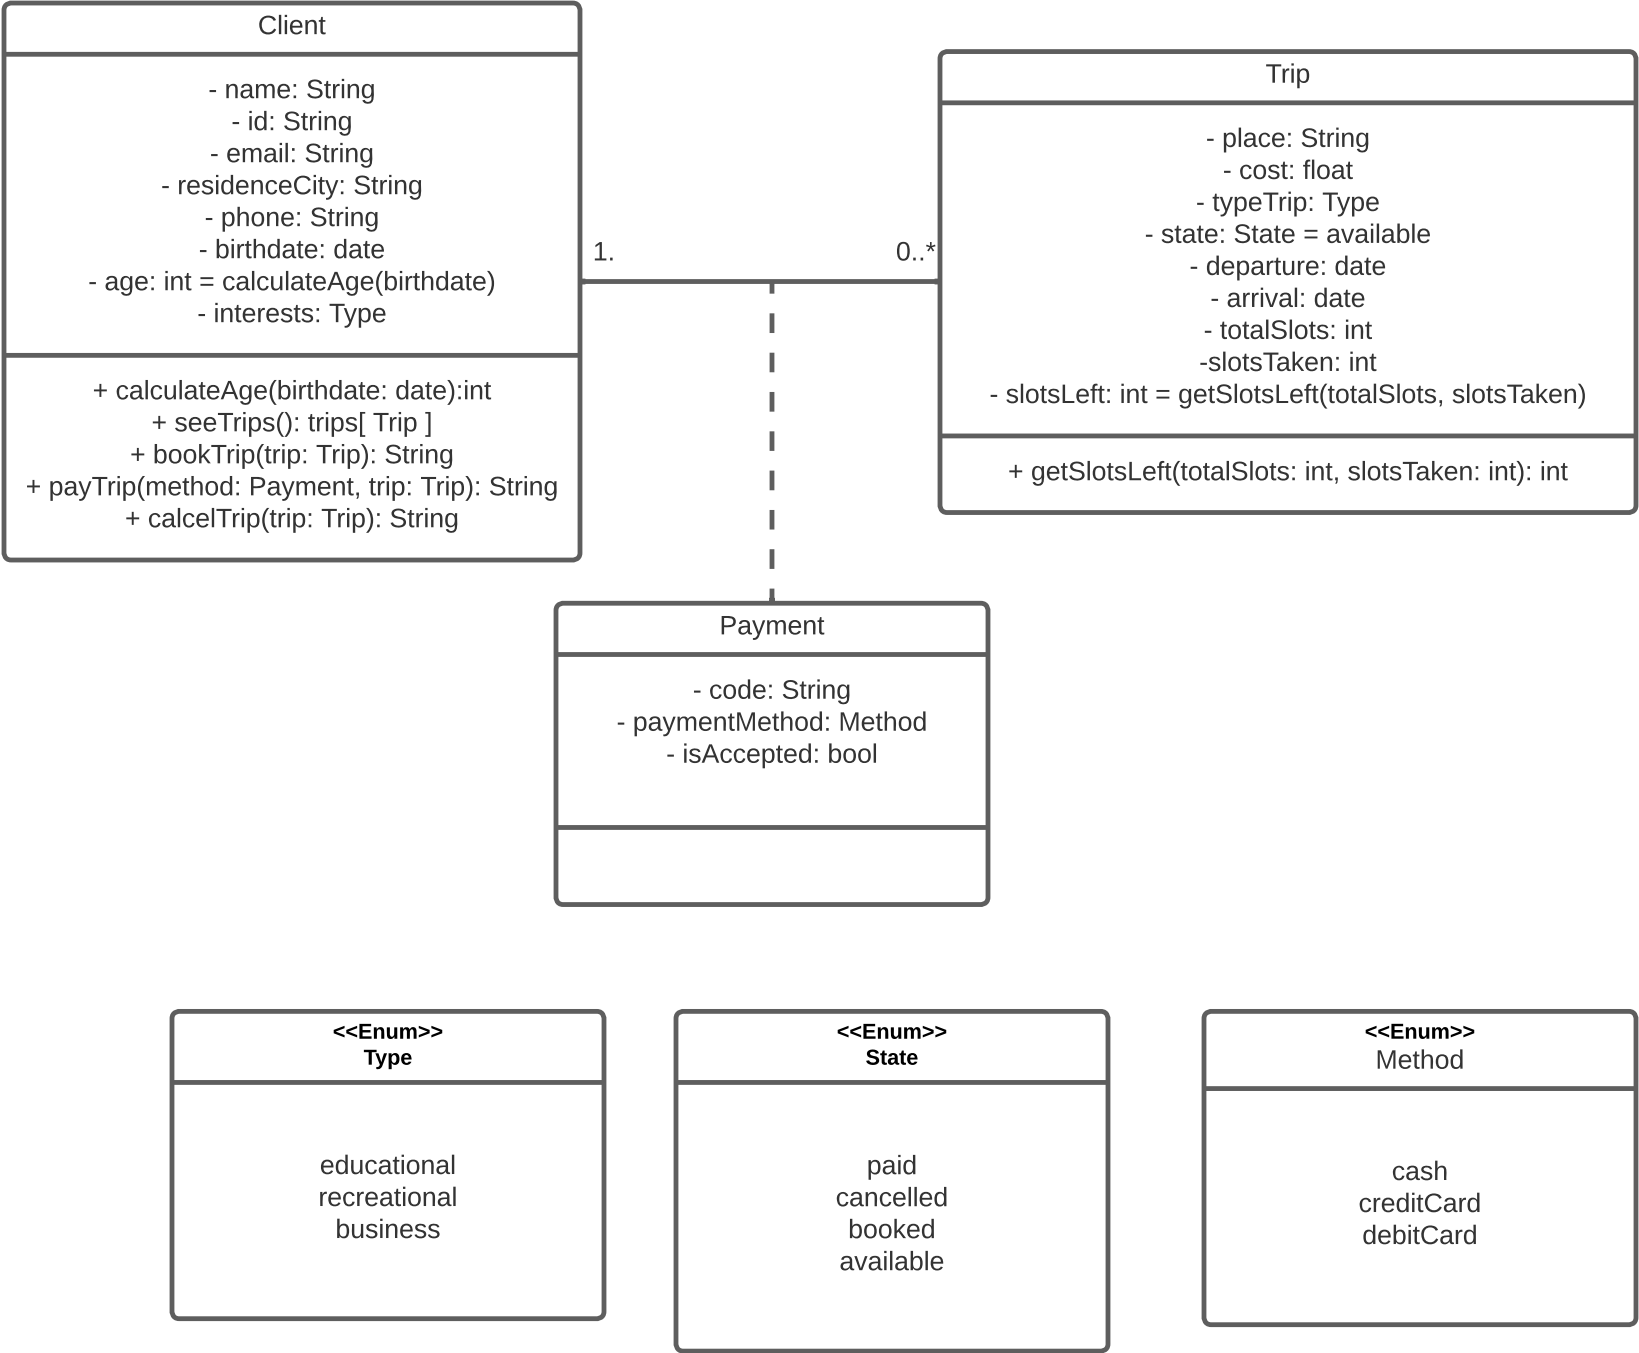 Client
- name: String
- id: String
- email: String
- residenceCity: String
- phone: String
- birthdate: date
- age: int = calculateAge(birthdate)
- interests: Type
+ calculateAge(birthdate: date):int
+ seeTrips(): trips[ Trip ]
+ bookTrip(trip: Trip): String
+ payTrip(method: Payment, trip: Trip): String
+ calcelTrip(trip: Trip): String
1.
0..*
Trip
- place: String
- cost: float
- typeTrip: Type
- state: State = available
- departure: date
- arrival: date
- totalSlots: int
-slotsTaken: int
- slotsLeft: int = getSlotsLeft(totalSlots, slotsTaken)
+ getSlotsLeft(totalSlots: int, slotsTaken: int): int
Payment
- code: String
- paymentMethod: Method
- isAccepted: bool
<<Enum>>
Type
educational
recreational
business
<<Enum>>
State
paid
cancelled
booked
available
<<Enum>>
Method
cash
creditCard
debitCard